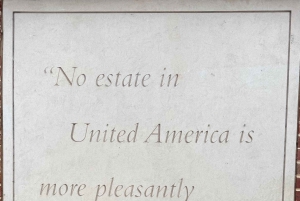 “No estate in
United America is
more pleasantly